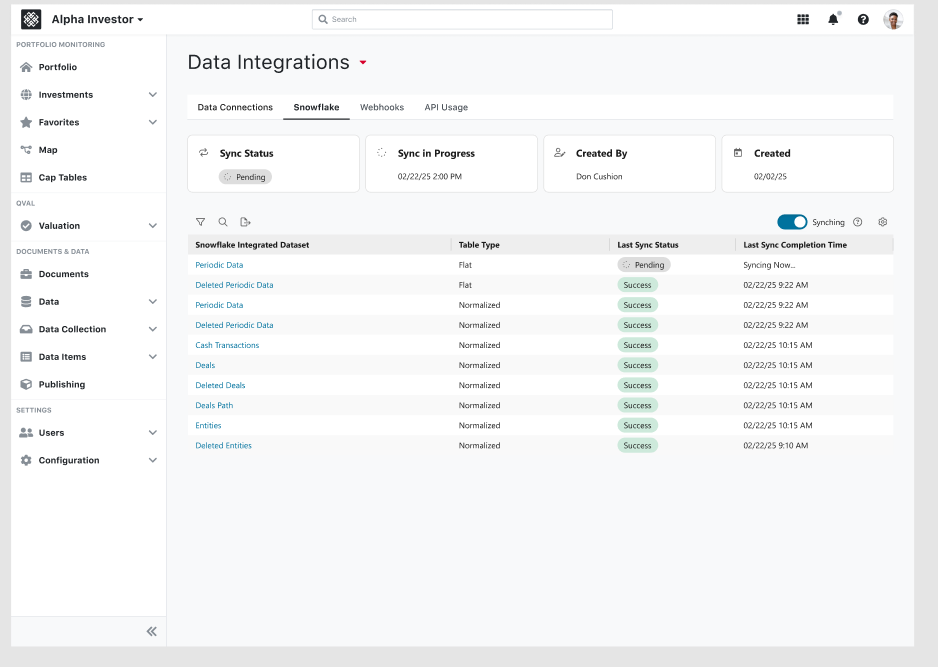 Alpha Investor
Search
PORTFOLIO MONITORING
Portfolio
Investments
Favorites
Map
Cap Tables
QVAL
Valuation
DOCUMENTS & DATA
Documents
Data
Data Collection
Data Items
Publishing
SETTINGS
Users
Configuration
Data Integrations
Data Connections Snowflake Webhooks API Usage
Sync Status
Pending
Sync in Progress
02/22/25 2:00 PM
Created By
Don Cushion
Created
02/02/25
Synching
Snowflake Integrated Dataset Table Type Last Sync Status Last Sync Completion Time
Periodic Data Flat Pending Syncing Now...
Deleted Periodic Data Flat Success 02/22/25 9:22 AM
Periodic Data Normalized Success 02/22/25 9:22 AM
Deleted Periodic Data Normalized Success 02/22/25 9:22 AM
Cash Transactions Normalized Success 02/22/25 10:15 AM
Deals Normalized Success 02/22/25 10:15 AM
Deleted Deals Normalized Success 02/22/25 10:15 AM
Deals Path Normalized Success 02/22/25 10:15 AM
Entities Normalized Success 02/22/25 10:15 AM
Deleted Entities Normalized Success 02/22/25 9:10 AM